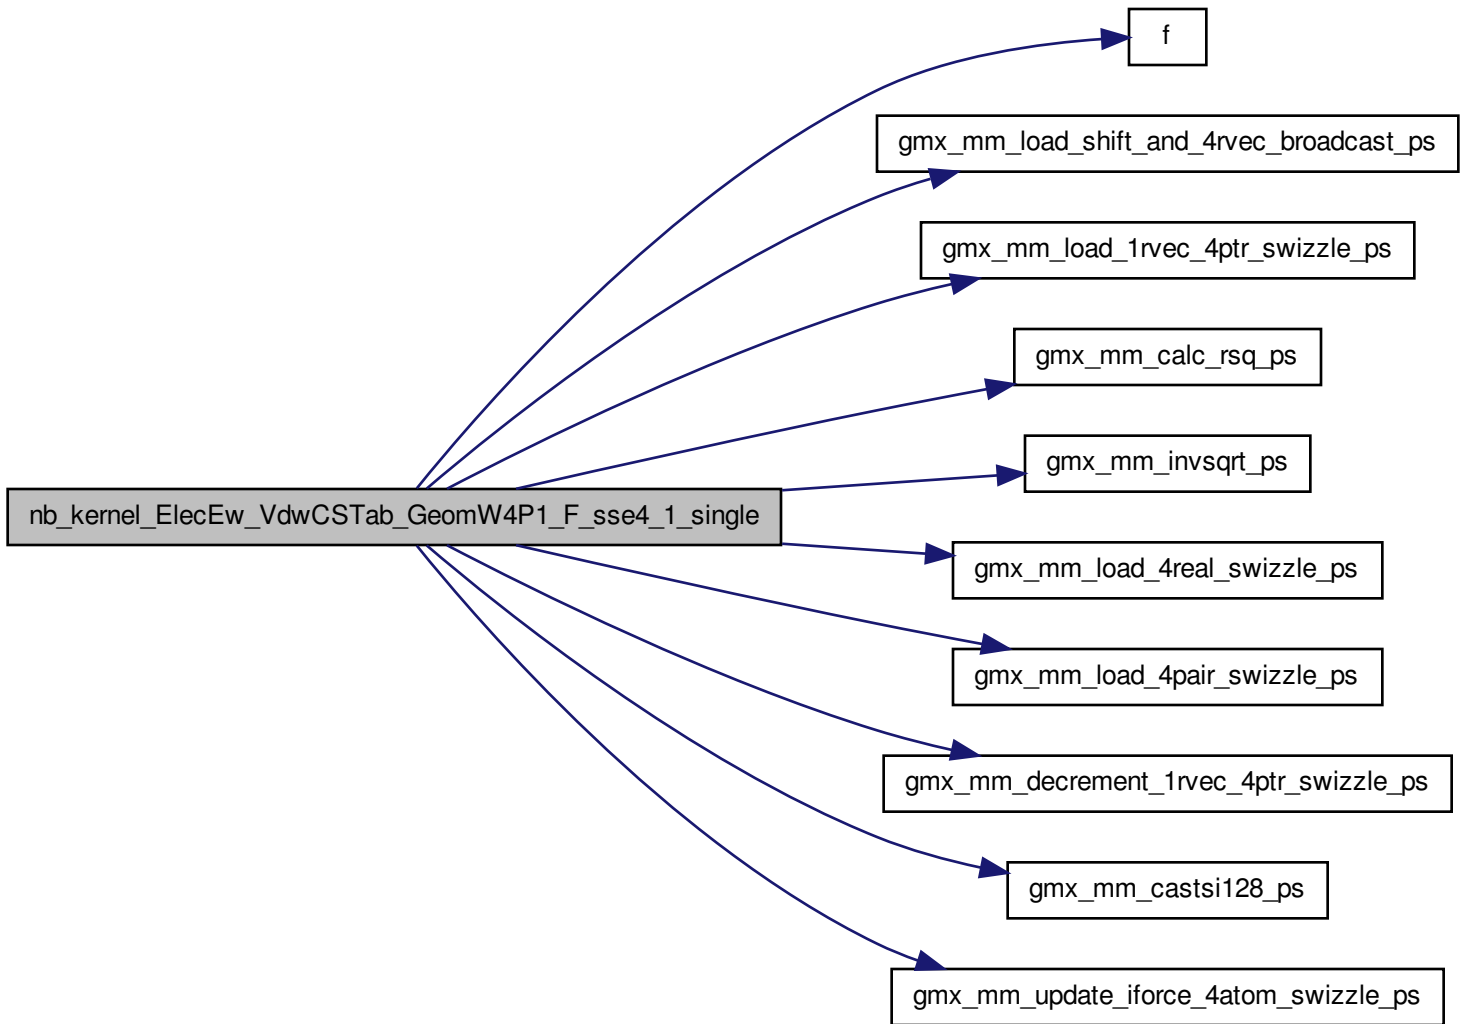 f
gmx_mm_load_shift_and_4rvec_broadcast_ps
gmx_mm_load_1rvec_4ptr_swizzle_ps
gmx_mm_calc_rsq_ps
gmx_mm_invsqrt_ps
nb_kernel_ElecEw_VdwCSTab_GeomW4P1_F_sse4_1_single
gmx_mm_load_4real_swizzle_ps
gmx_mm_load_4pair_swizzle_ps
gmx_mm_decrement_1rvec_4ptr_swizzle_ps
gmx_mm_castsi128_ps
gmx_mm_update_iforce_4atom_swizzle_ps